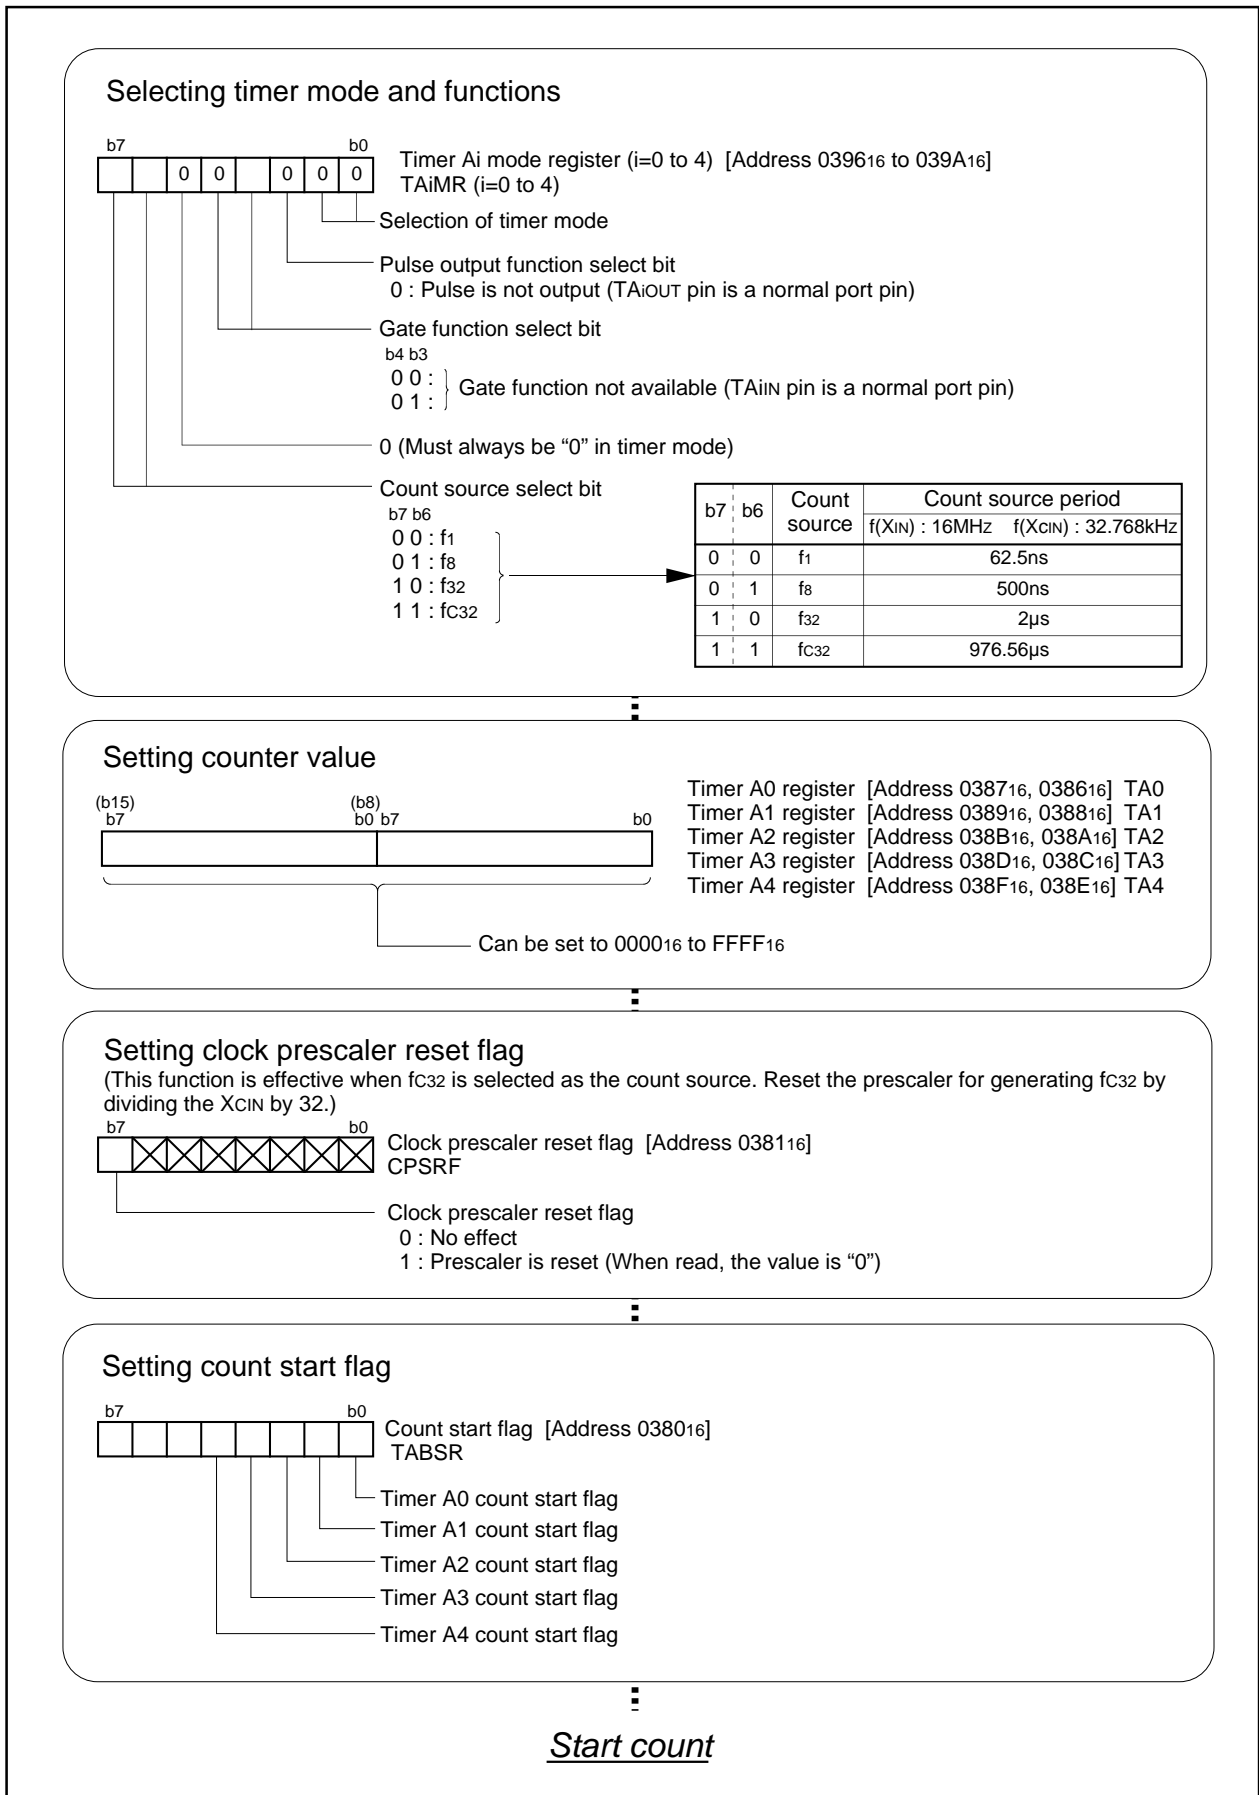 Selecting timer mode and functions
b7 b0
0 0 0 0 0
Timer Ai mode register (i=0 to 4) [Address 039616 to 039A16]
TAiMR (i=0 to 4)
Selection of timer mode
Pulse output function select bit
0 : Pulse is not output (TAiOUT pin is a normal port pin)
Gate function select bit
b4 b3
0 0 :
0 1 :
Gate function not available (TAiIN pin is a normal port pin)
0 (Must always be “0” in timer mode)
Count source select bit
b7 b6
0 0 : f1
0 1 : f8
1 0 : f32
1 1 : fC32
b7 b6 Count source Count source period
f(XIN) : 16MHz f(XCIN) : 32.768kHz
0 0 f1 62.5ns
0 1 f8 500ns
1 0 f32 2µs
1 1 fC32 976.56µs
Setting counter value
(b15) (b8)
b7 b0 b7 b0
Timer A0 register [Address 038716, 038616] TA0
Timer A1 register [Address 038916, 038816] TA1
Timer A2 register [Address 038B16, 038A16] TA2
Timer A3 register [Address 038D16, 038C16] TA3
Timer A4 register [Address 038F16, 038E16] TA4
Can be set to 000016 to FFFF16
Setting clock prescaler reset flag
(This function is effective when fC32 is selected as the count source. Reset the prescaler for generating fC32 by
dividing the XCIN by 32.)
b7 b0
Clock prescaler reset flag [Address 038116]
CPSRF
Clock prescaler reset flag
0 : No effect
1 : Prescaler is reset (When read, the value is “0”)
Setting count start flag
b7 b0
Count start flag [Address 038016]
TABSR
Timer A0 count start flag
Timer A1 count start flag
Timer A2 count start flag
Timer A3 count start flag
Timer A4 count start flag
Start count